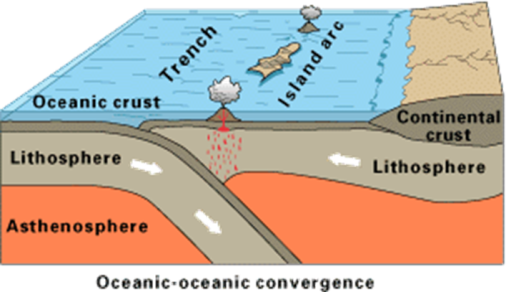 Trench
Island arc
Oceanic crust
Continental
crust
Lithosphere
Lithosphere
Asthenosphere
Oceanic-oceanic convergence